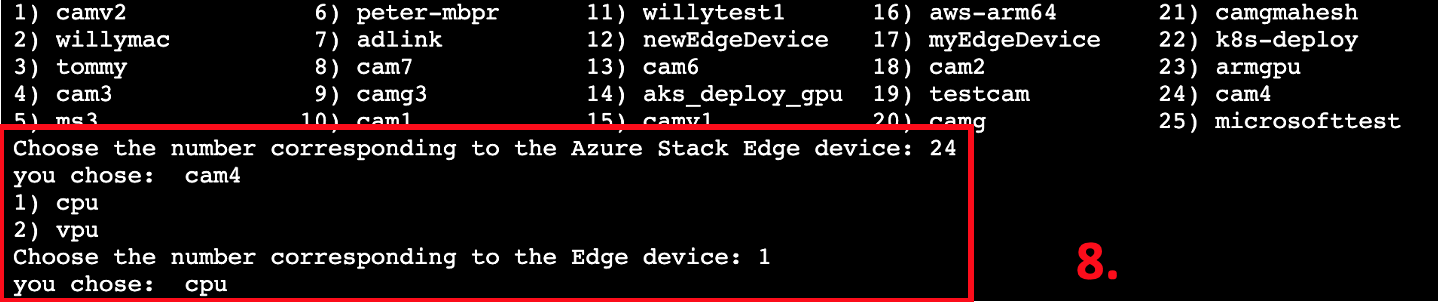 1) camv2 6) peter-mbpr 11) willytest1 16) aws-arm64 21) camgmahesh
2) willymac 7) adlink 12) newEdgeDevice 17) myEdgeDevice 22) k8s-deploy
3) tommy 8) cam7 13) cam6 18) cam2 23) armgpu
4) cam3 9) camg3 14) aks_deploy_gpu 19) testcam 24) cam4
5) ms3 10) cam1 15) camv1 20) camg 25) microsofttest
Choose the number corresponding to the Azure Stack Edge device: 24
you chose:  cam4
1) cpu
2) vpu
Choose the number corresponding to the Edge device: 1
you chose:  cpu
8.